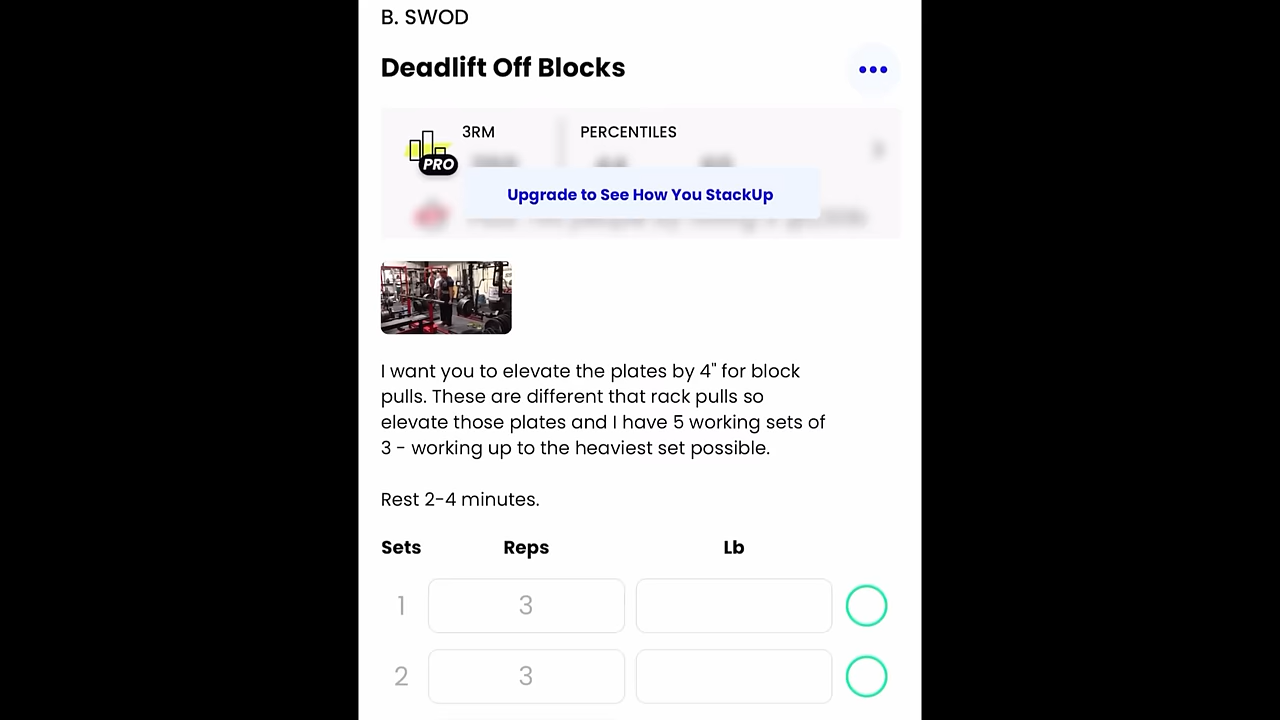 B. SWOD
Deadlift Off Blocks
3RM
PERCENTILES
PRO
Upgrade to See How You StackUp
I want you to elevate the plates by 4" for block
pulls. These are different that rack pulls so
elevate those plates and I have 5 working sets of
3 - working up to the heaviest set possible.
Rest 2-4 minutes.
Sets Reps Lb
1 3
2 3